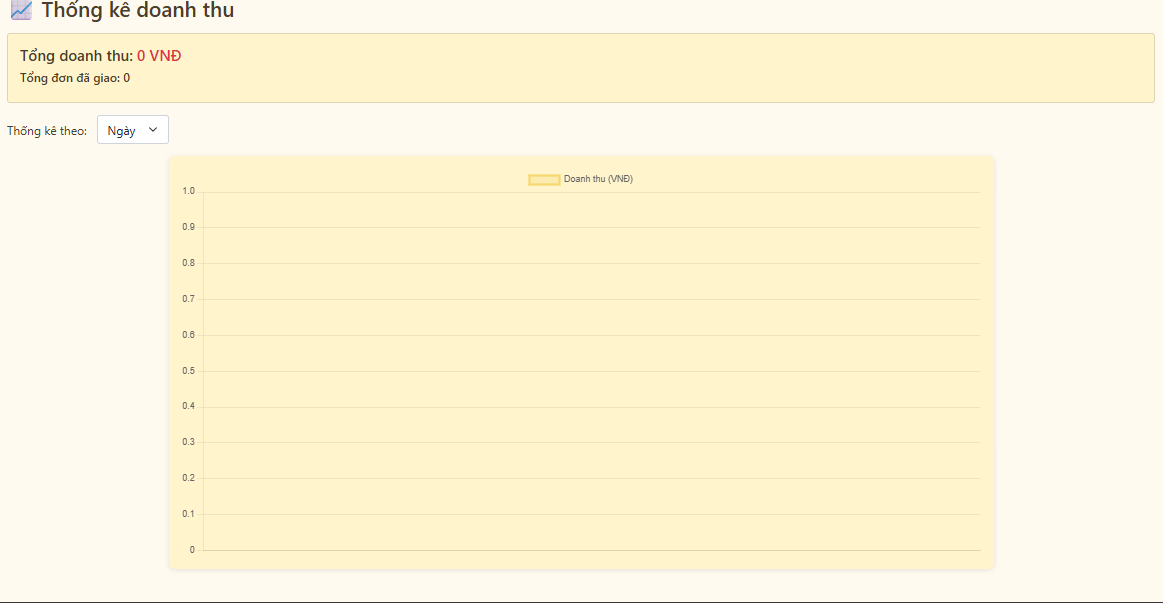 Thống kê doanh thu
Tổng doanh thu: 0 VNĐ
Tổng đơn đã giao: 0
Thống kê theo: Ngày
Doanh thu (VNĐ)
1.0
0.9
0.8
0.7
0.6
0.5
0.4
0.3
0.2
0.1
0